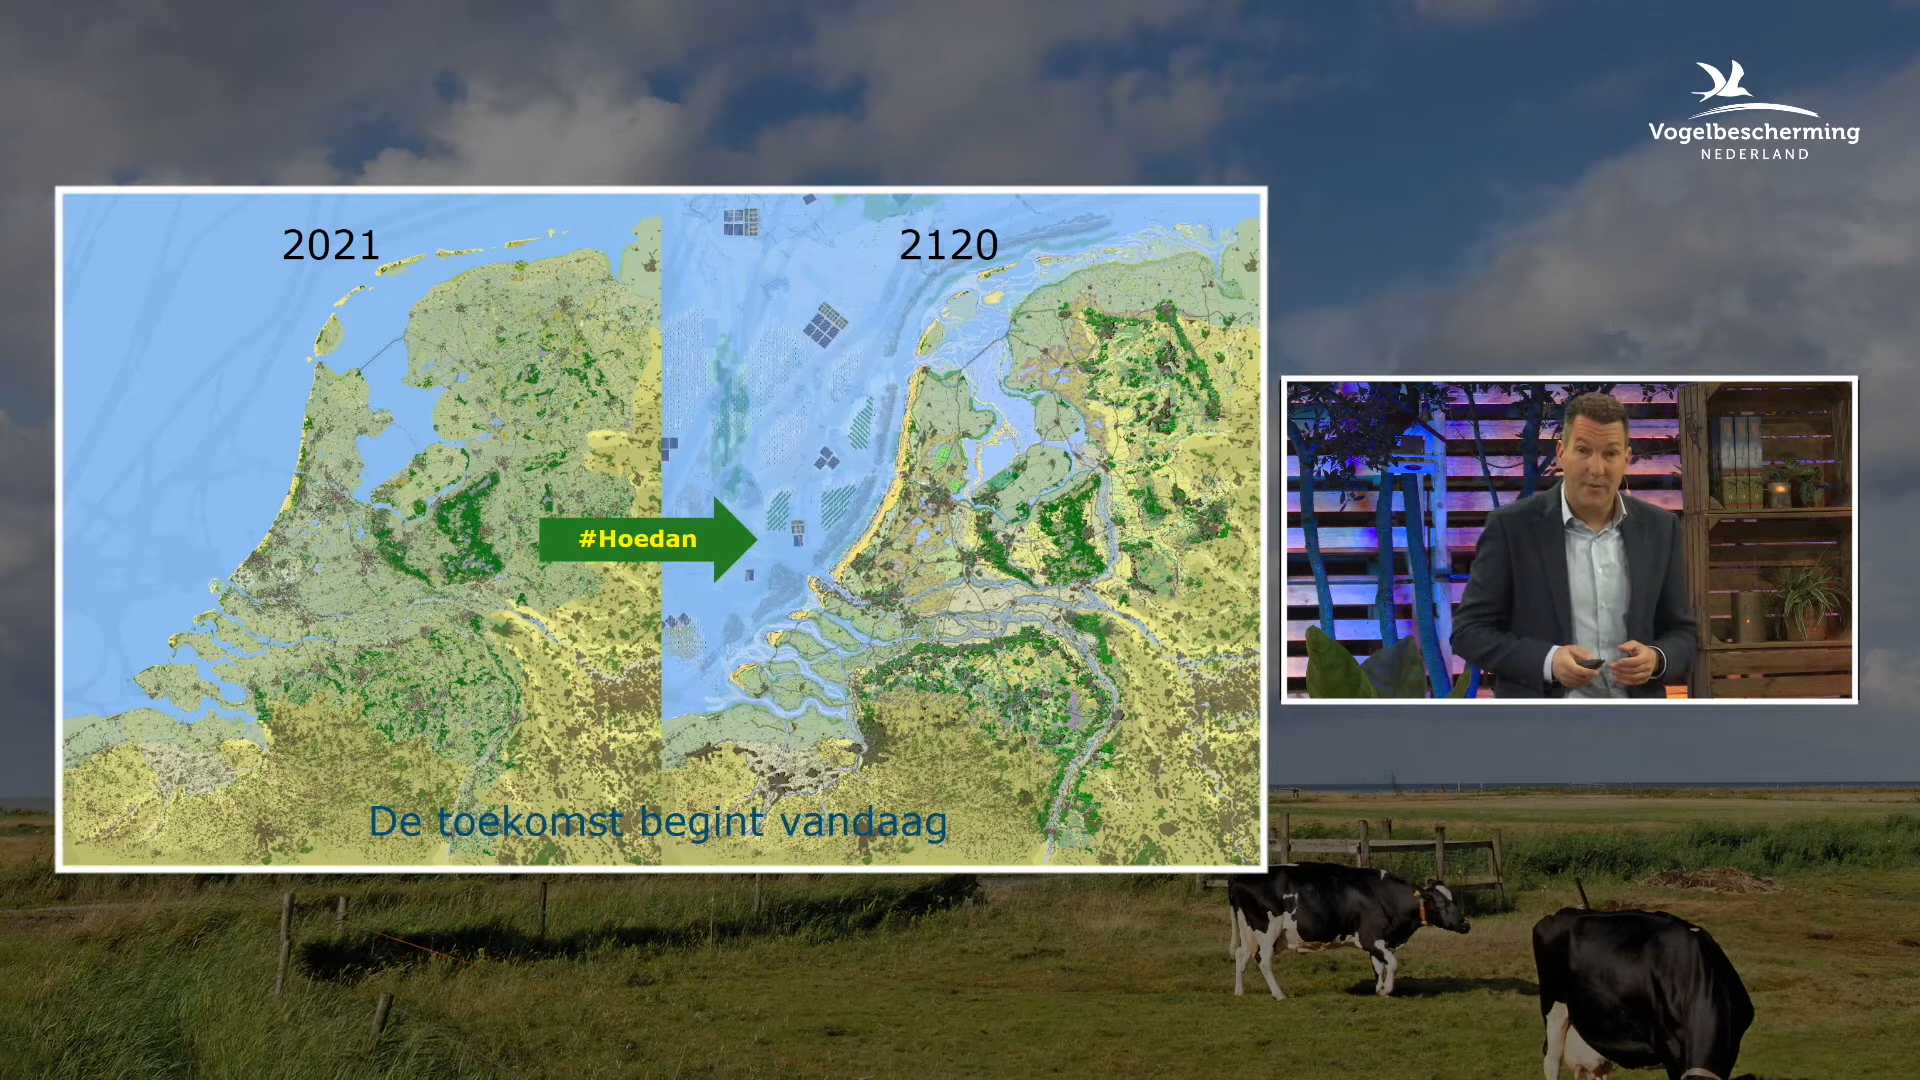 Vogelbescherming
NEDERLAND
2021
2120
#Hoedan
De toekomst begint vandaag